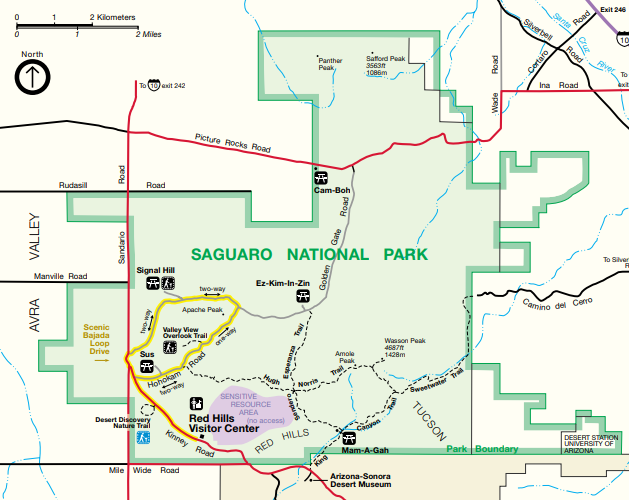 0 1 2 Kilometers
0 1 2 Miles
North
To 10 exit 242
Exit 246
10
Silverbell Road
Santa Cruz River
Cortaro Road
Ina Road
To exit
Wade Road
Panther
Peak
Safford Peak
3563ft
1086m
Picture Rocks Road
Cam-Boh
Rudasill Road
Sandario Road
AVRA VALLEY
Manville Road
SAGUARO NATIONAL PARK
Golden Gate Road
Signal Hill
two-way
Ez-Kim-In-Zin
Apache Peak
two-way
Valley View
Overlook Trail
one-way
Scenic
Bajada
Loop
Drive
Sus
Hohokam Road
two-way
Esperanza Trail
Hugh Norris Trail
Amole
Peak
Wasson Peak
4687ft
1428m
Sweetwater Trail
Camino del Cerro
To Silver
SENSITIVE
RESOURCE
AREA
(no access)
Sendero
Red Hills
Visitor Center
Desert Discovery
Nature Trail
Kinney Road
RED HILLS
King Canyon Trail
Mam-A-Gah
TUCSON
Park Boundary
DESERT STATION
UNIVERSITY OF
ARIZONA
Mile Wide Road
Arizona-Sonora
Desert Museum